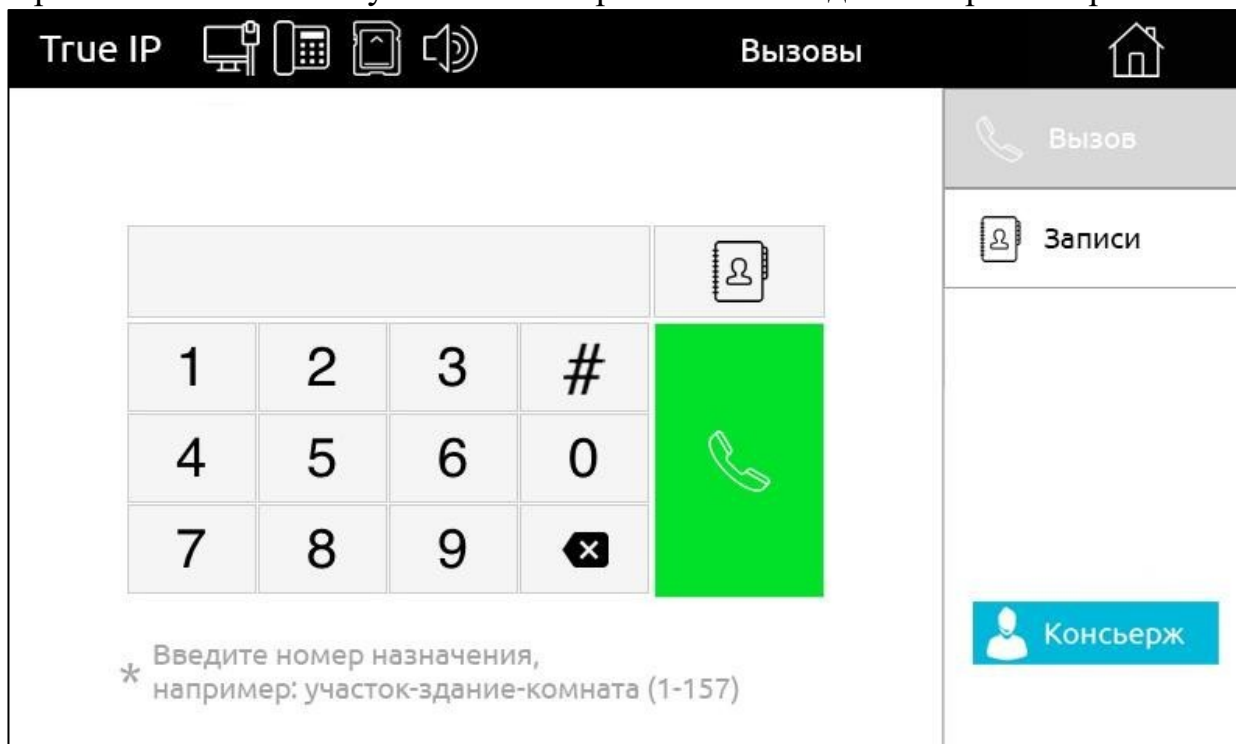 True IP
Вызовы
Вызов
Записи
1 2 3 #
4 5 6 0
7 8 9
* Введите номер назначения,
например: участок-здание-комната (1-157)
Консьерж